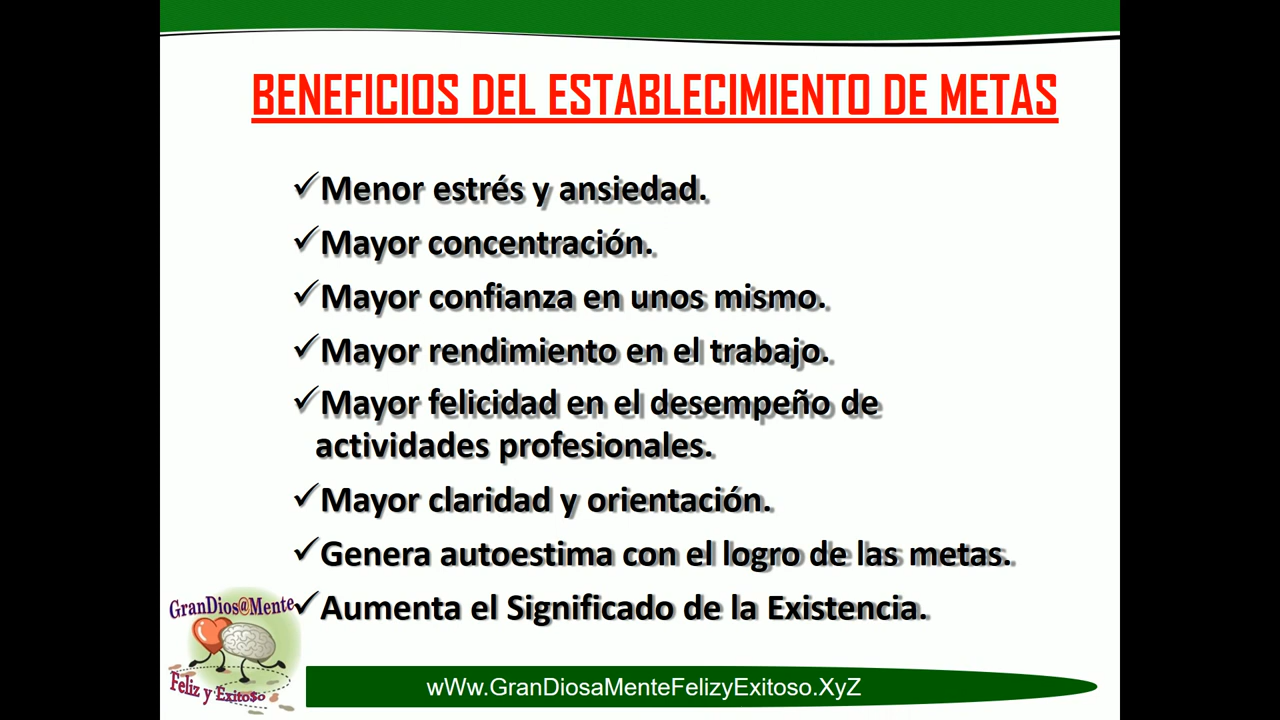 BENEFICIOS DEL ESTABLECIMIENTO DE METAS
✓Menor estrés y ansiedad.
✓Mayor concentración.
✓Mayor confianza en unos mismo.
✓Mayor rendimiento en el trabajo.
✓Mayor felicidad en el desempeño de
actividades profesionales.
✓Mayor claridad y orientación.
✓Genera autoestima con el logro de las metas.
✓Aumenta el Significado de la Existencia.
GranDios@Mente
Feliz y Exito$o
wWw.GranDiosaMenteFelizyExitoso.XyZ